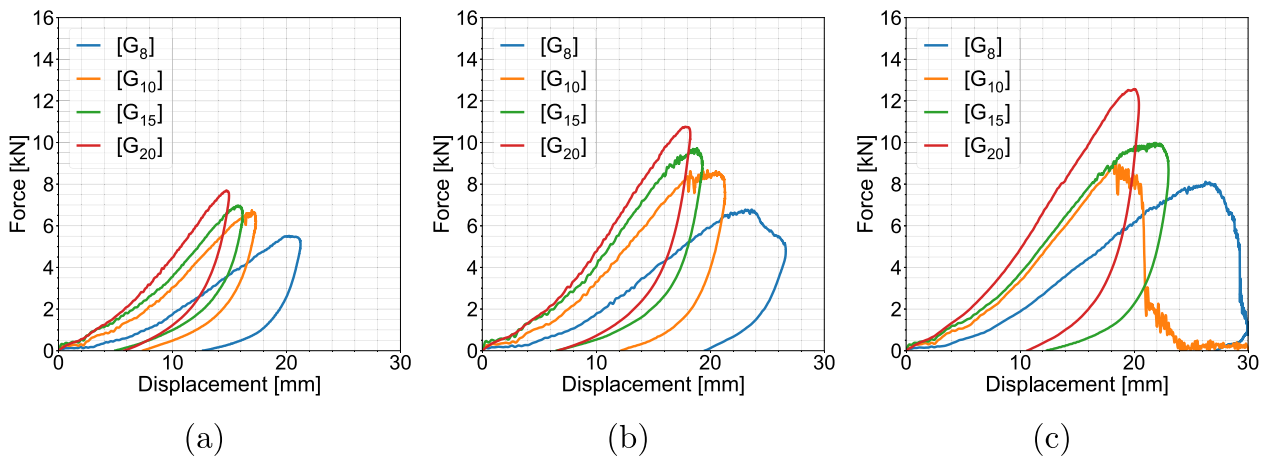 16
14
12
10
8
6
4
2
0
Force [kN]
[G₈]
[G₁₀]
[G₁₅]
[G₂₀]
0 10 20 30
Displacement [mm]
(a)
16
14
12
10
8
6
4
2
0
Force [kN]
[G₈]
[G₁₀]
[G₁₅]
[G₂₀]
0 10 20 30
Displacement [mm]
(b)
16
14
12
10
8
6
4
2
0
Force [kN]
[G₈]
[G₁₀]
[G₁₅]
[G₂₀]
0 10 20 30
Displacement [mm]
(c)